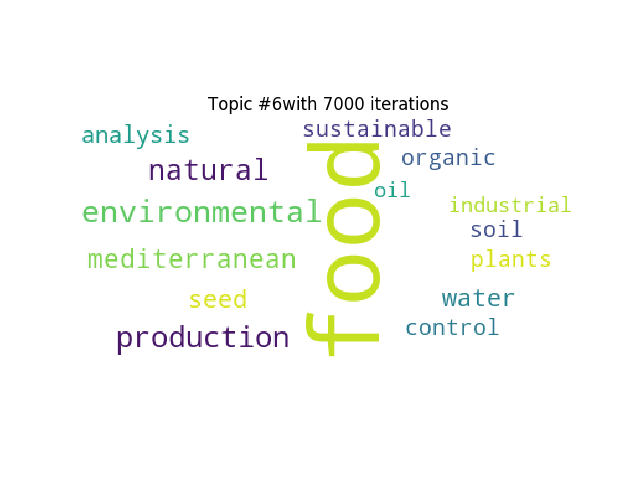 Topic #6with 7000 iterations
sustainable
analysis
organic
natural
oil
industrial
environmental
soil
food
mediterranean
plants
seed
water
control
production